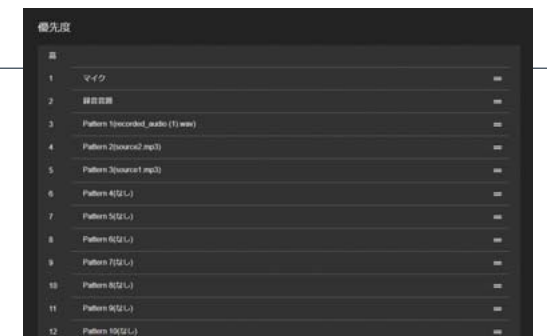 優先度
高
1 マイク
2 録音音源
3 Pattern 1(recorded_audio (1).wav)
4 Pattern 2(source2.mp3)
5 Pattern 3(source1.mp3)
6 Pattern 4(なし)
7 Pattern 5(なし)
8 Pattern 6(なし)
9 Pattern 7(なし)
10 Pattern 8(なし)
11 Pattern 9(なし)
12 Pattern 10(なし)